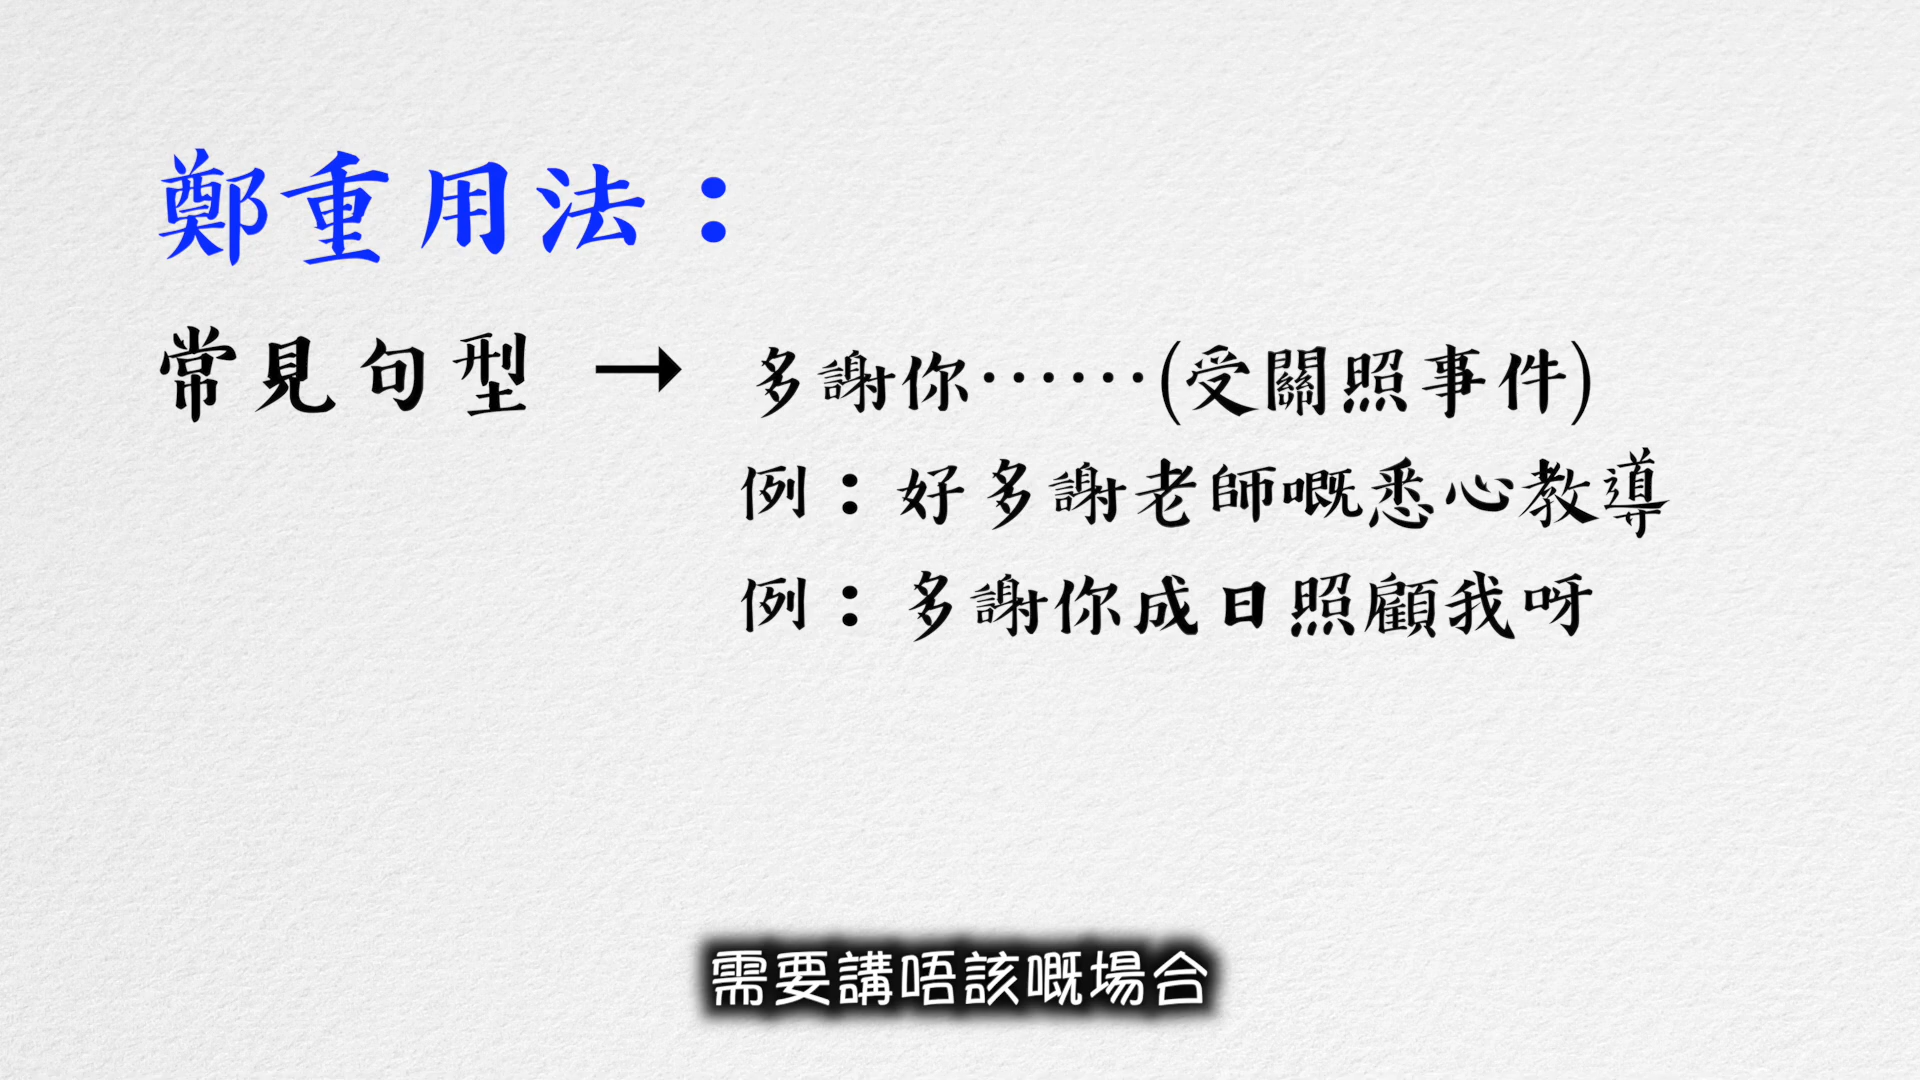 鄭重用法：
常見句型 → 多謝你⋯⋯(受關照事件)
例：好多謝老師嘅悉心教導
例：多謝你成日照顧我呀
需要講唔該嘅場合